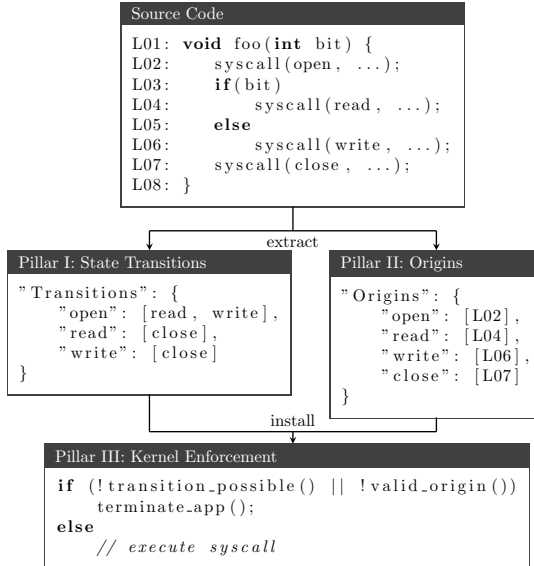 Source Code
L01: void foo(int bit) {
L02: syscall(open, ...);
L03: if(bit)
L04: syscall(read, ...);
L05: else
L06: syscall(write, ...);
L07: syscall(close, ...);
L08: }
extract
Pillar I: State Transitions
"Transitions": {
"open": [read, write],
"read": [close],
"write": [close]
}
Pillar II: Origins
"Origins": {
"open": [L02],
"read": [L04],
"write": [L06],
"close": [L07]
}
install
Pillar III: Kernel Enforcement
if (!transition_possible() || !valid_origin())
terminate_app();
else
// execute syscall